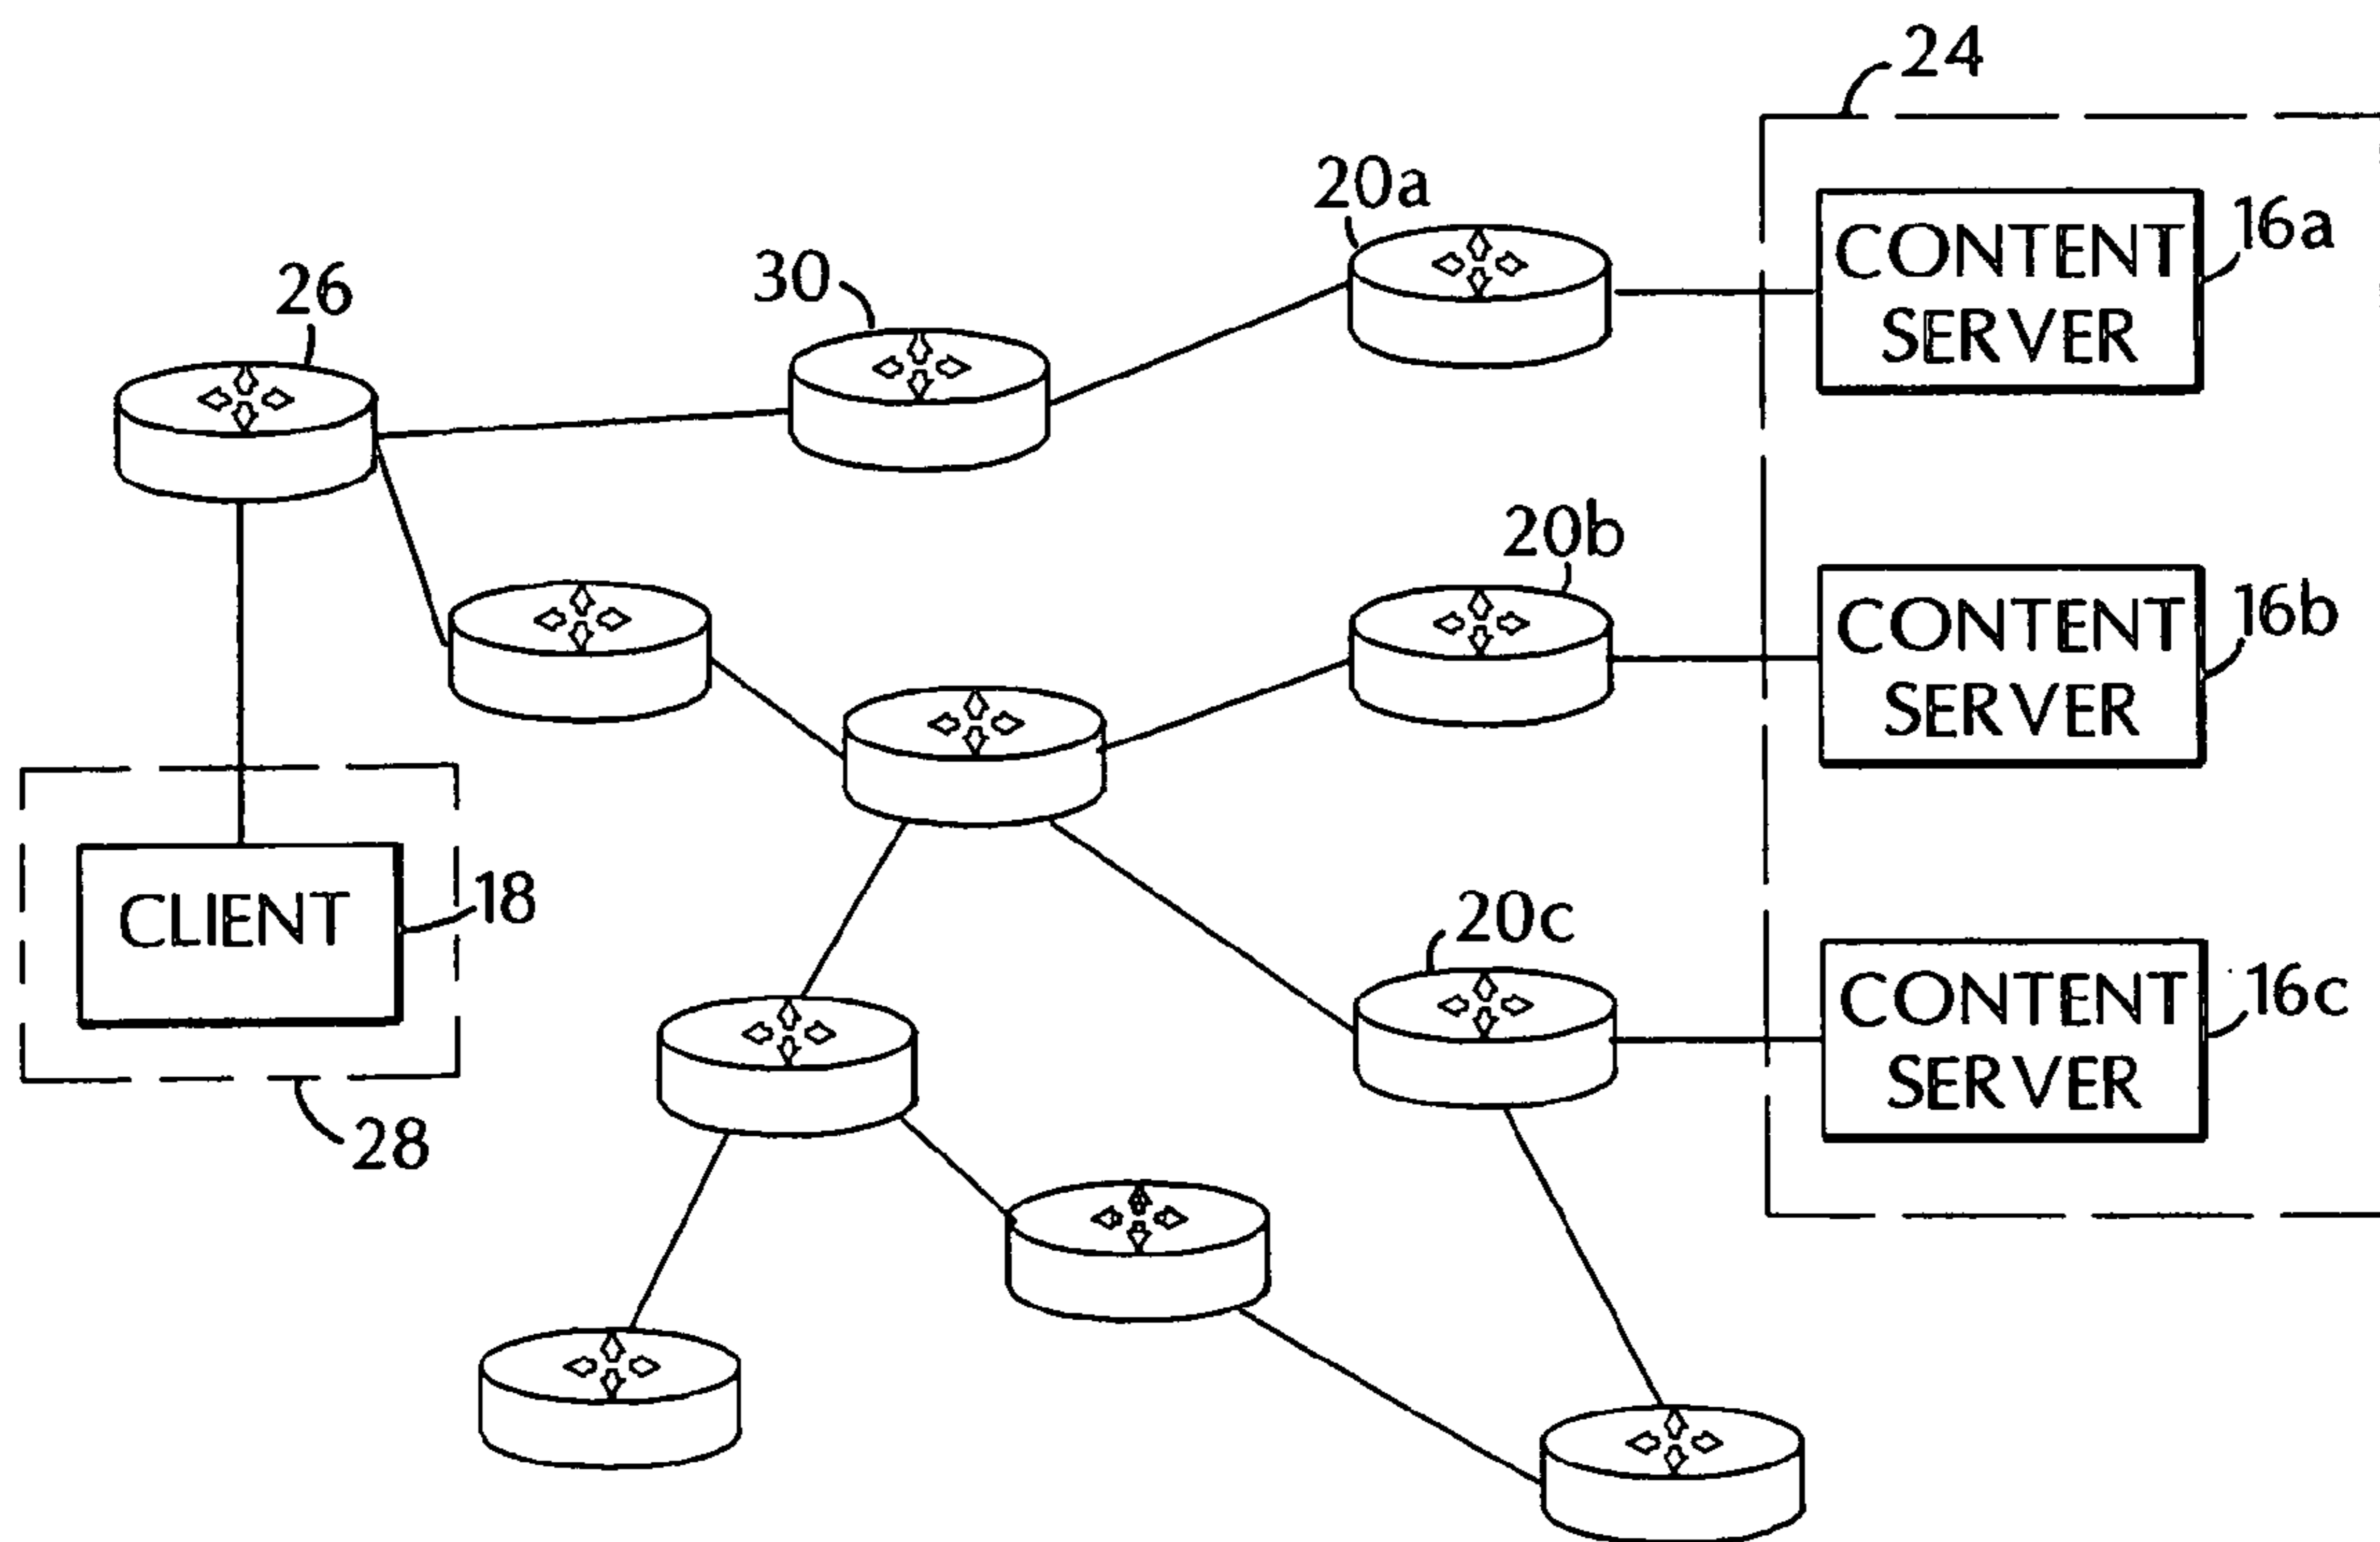 24
20a
CONTENT
SERVER
16a
30
26
20b
CONTENT
SERVER
16b
CLIENT
18
20c
CONTENT
SERVER
16c
28